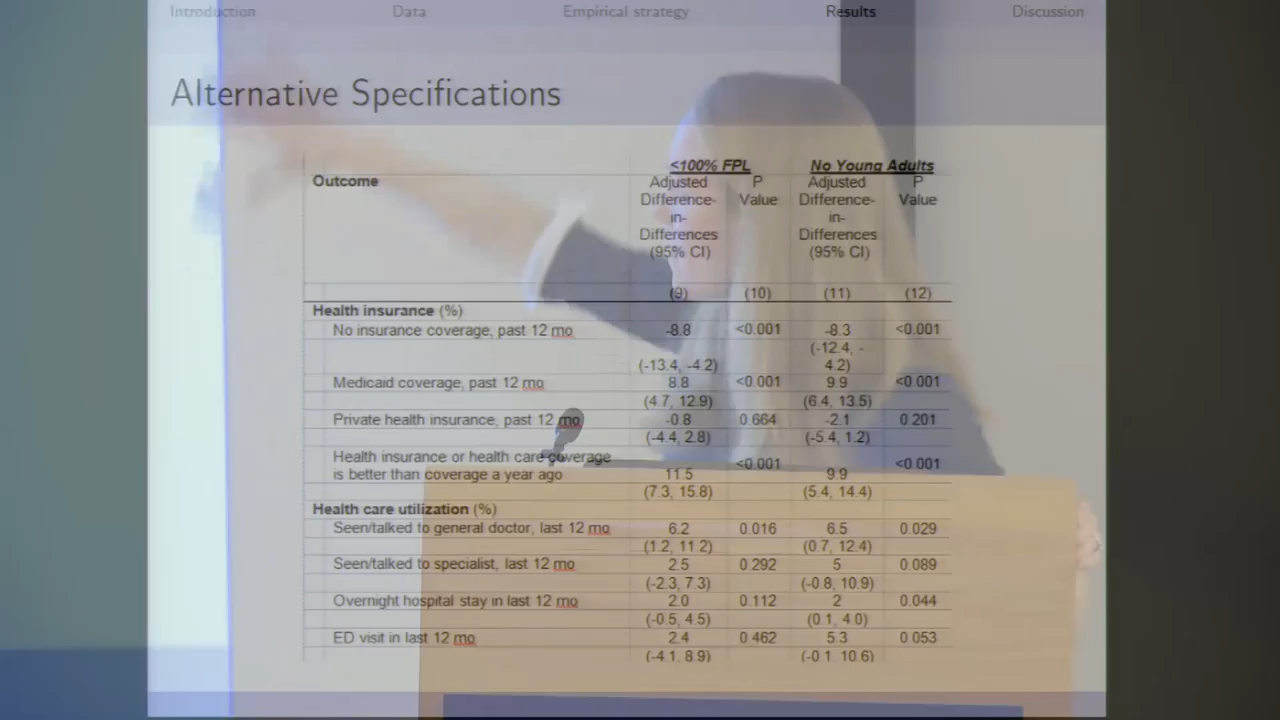 Introduction Data Empirical strategy Results Discussion
Alternative Specifications
<100% FPL No Young Adults
Outcome Adjusted P Adjusted P
Difference- Value Difference- Value
in- in-
Differences Differences
(95% CI) (95% CI)
(9) (10) (11) (12)
Health insurance (%)
No insurance coverage, past 12 mo -8.8 <0.001 -8.3 <0.001
(-12.4, -
(-13.4, -4.2) 4.2)
Medicaid coverage, past 12 mo 8.8 <0.001 9.9 <0.001
(4.7, 12.9) (6.4, 13.5)
Private health insurance, past 12 mo -0.8 0.664 -2.1 0.201
(-4.4, 2.8) (-5.4, 1.2)
Health insurance or health care coverage <0.001 <0.001
is better than coverage a year ago 11.5 9.9
(7.3, 15.8) (5.4, 14.4)
Health care utilization (%)
Seen/talked to general doctor, last 12 mo 6.2 0.016 6.5 0.029
(1.2, 11.2) (0.7, 12.4)
Seen/talked to specialist, last 12 mo 2.5 0.292 5 0.089
(-2.3, 7.3) (-0.8, 10.9)
Overnight hospital stay in last 12 mo 2.0 0.112 2 0.044
(-0.5, 4.5) (0.1, 4.0)
ED visit in last 12 mo 2.4 0.462 5.3 0.053
(-4.1, 8.9) (-0.1, 10.6)